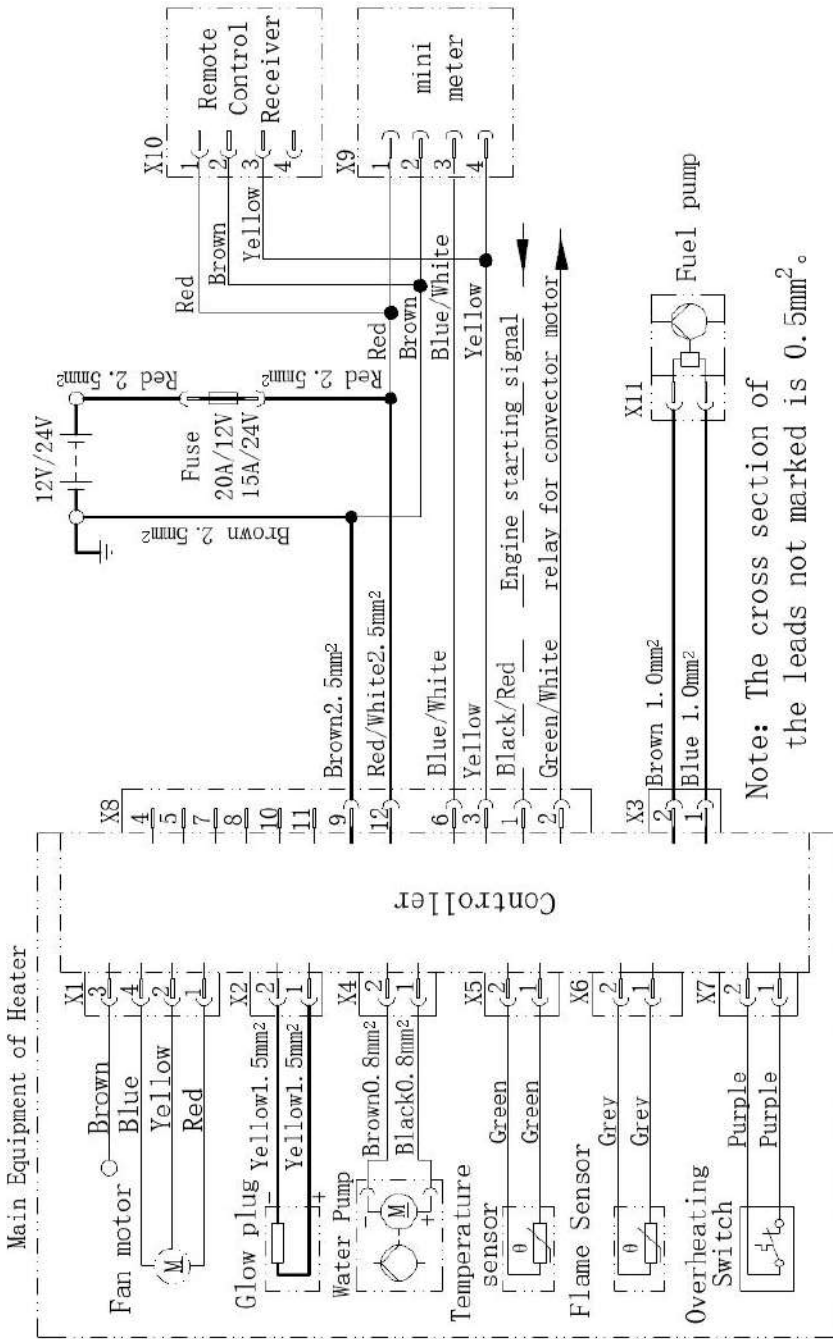 Main Equipment of Heater
Fan motor
M
Brown
Blue
Yellow
Red
X1
3
4
2
1
Glow plug
-
+
Yellow1.5mm²
Yellow1.5mm²
X2
2
1
Water Pump
-
M
+
Brown0.8mm²
Black0.8mm²
X4
2
1
Temperature
sensor
θ
Green
Green
X5
2
1
Flame Sensor
θ
Grey
Grey
X6
2
1
Overheating
Switch
Purple
Purple
X7
2
1
Controller
X8
4
5
7
8
10
11
9
12
6
3
1
2
Brown2.5mm²
Red/White2.5mm²
Blue/White
Yellow
Black/Red
Green/White
Engine starting signal
relay for convector motor
12V/24V
Brown 2.5mm²
Red 2.5mm²
Fuse
20A/12V
15A/24V
Red 2.5mm²
Red
Brown
Yellow
X10
1
2
3
4
Remote
Control
Receiver
Red
Brown
Blue/White
Yellow
X9
1
2
3
4
mini
meter
X3
2
1
Brown 1.0mm²
Blue 1.0mm²
X11
Fuel pump
Note: The cross section of
the leads not marked is 0.5mm²。